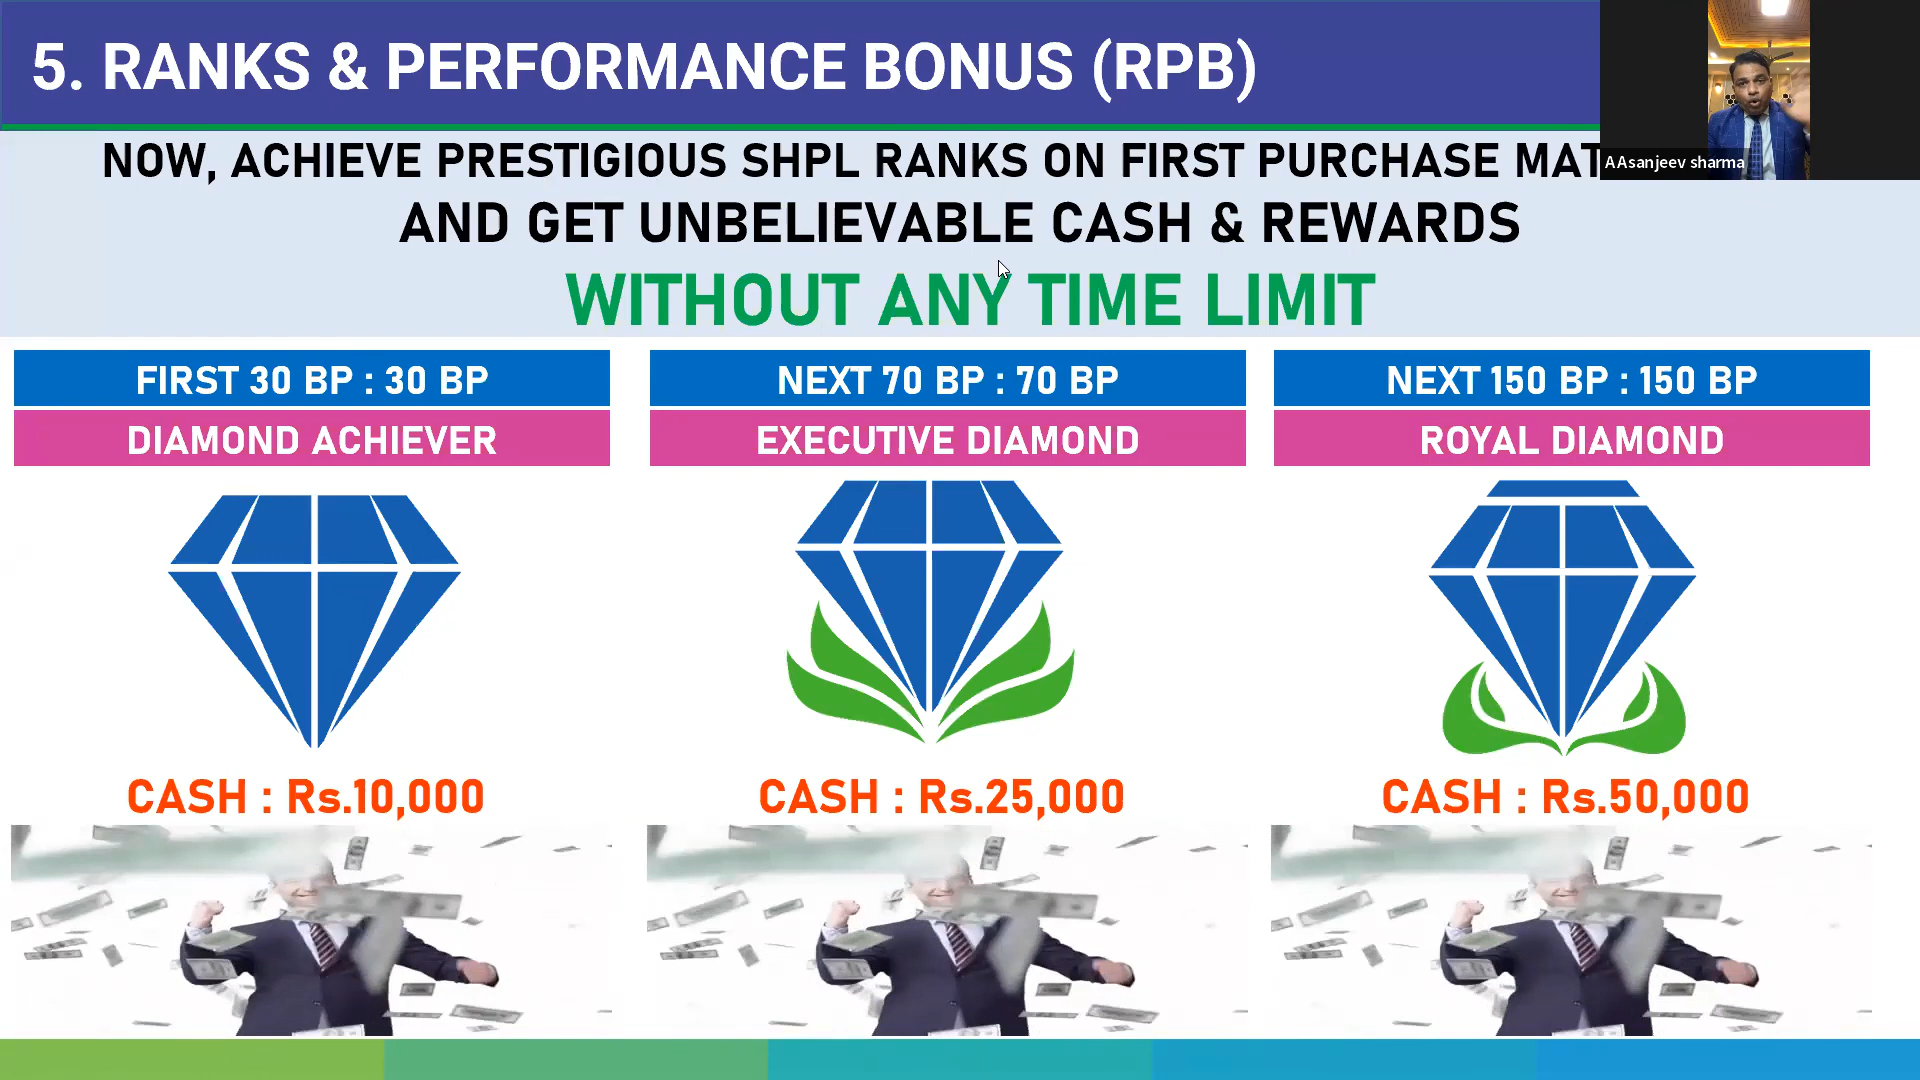 5. RANKS & PERFORMANCE BONUS (RPB)
AAsanjeev sharma
NOW, ACHIEVE PRESTIGIOUS SHPL RANKS ON FIRST PURCHASE
AND GET UNBELIEVABLE CASH & REWARDS
WITHOUT ANY TIME LIMIT
FIRST 30 BP : 30 BP
DIAMOND ACHIEVER
CASH : Rs.10,000
NEXT 70 BP : 70 BP
EXECUTIVE DIAMOND
CASH : Rs.25,000
NEXT 150 BP : 150 BP
ROYAL DIAMOND
CASH : Rs.50,000